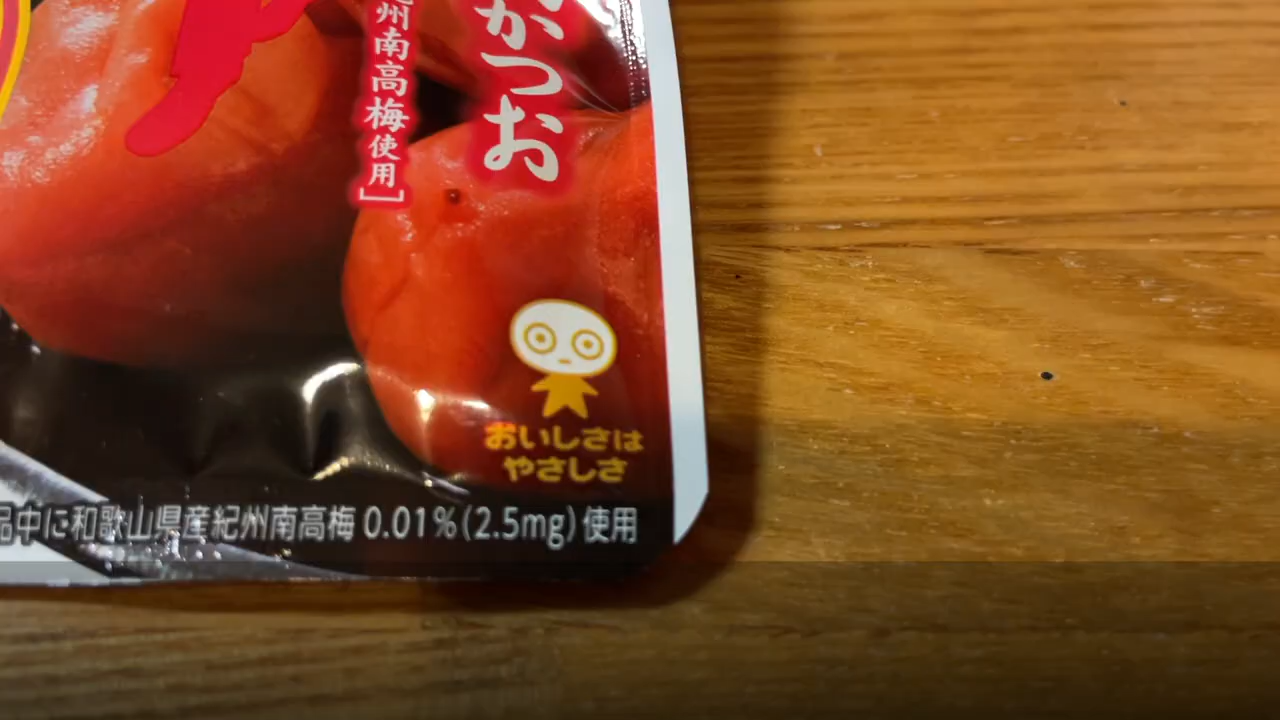 かつお
州南高梅使用］
おいしさは
やさしさ
品中に和歌山県産紀州南高梅 0.01%(2.5mg)使用